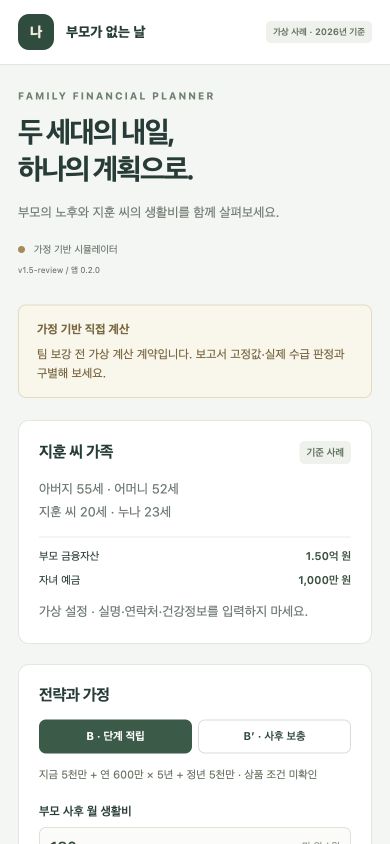 나
부모가 없는 날
가상 사례 · 2026년 기준
FAMILY FINANCIAL PLANNER
두 세대의 내일,
하나의 계획으로.
부모의 노후와 지훈 씨의 생활비를 함께 살펴보세요.
가정 기반 시뮬레이터
v1.5-review / 앱 0.2.0
가정 기반 직접 계산
팀 보강 전 가상 계산 계약입니다. 보고서 고정값·실제 수급 판정과
구별해 보세요.
지훈 씨 가족
기준 사례
아버지 55세 · 어머니 52세
지훈 씨 20세 · 누나 23세
부모 금융자산
1.50억 원
자녀 예금
1,000만 원
가상 설정 · 실명·연락처·건강정보를 입력하지 마세요.
전략과 가정
B · 단계 적립
B′ · 사후 보충
지금 5천만 + 연 600만 × 5년 + 정년 5천만 · 상품 조건 미확인
부모 사후 월 생활비